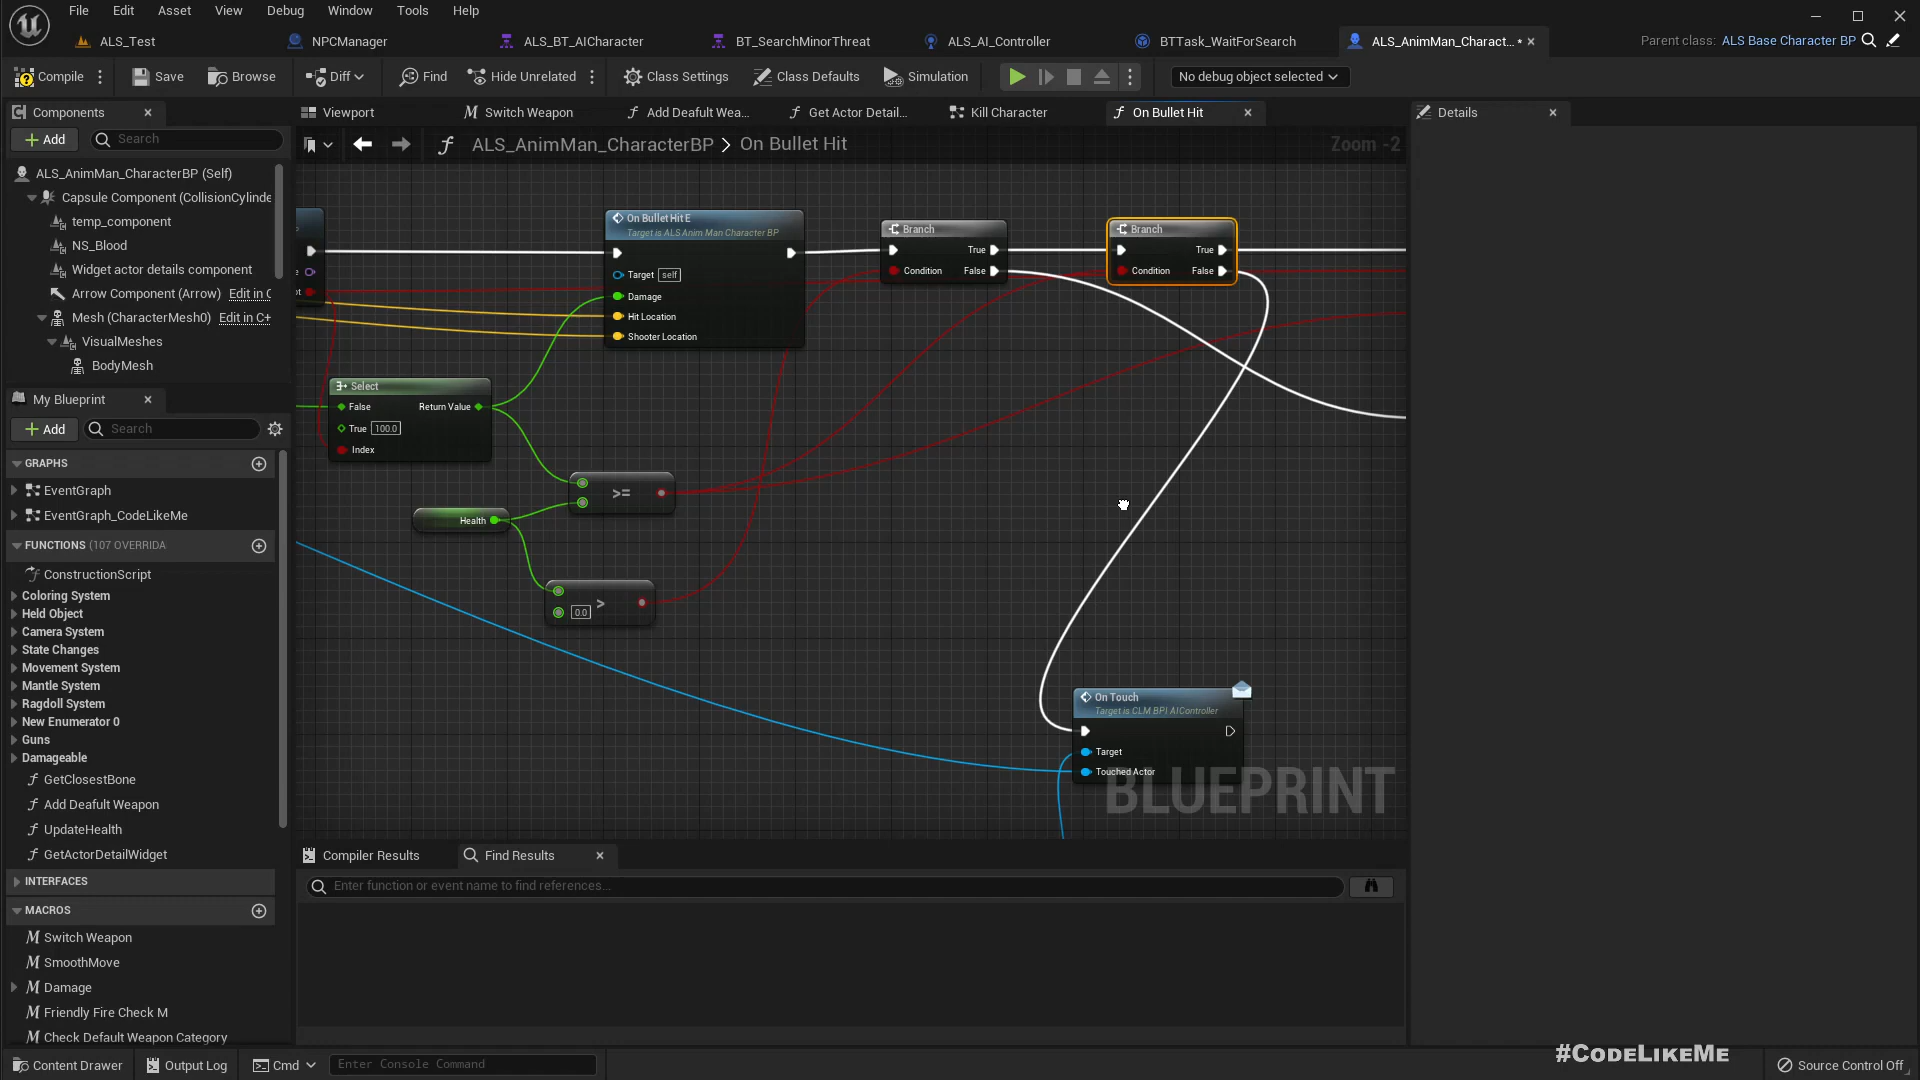 File Edit Asset View Debug Window Tools Help
ALS_Test NPCManager ALS_BT_AICharacter BT_SearchMinorThreat ALS_AI_Controller BTTask_WaitForSearch ALS_AnimMan_Charact... • Parent class: ALS Base Character BP
Compile Save Browse Diff Find Hide Unrelated Class Settings Class Defaults Simulation No debug object selected
Components Viewport Switch Weapon Add Deafult Wea... Get Actor Detail... Kill Character On Bullet Hit Details
Add Search
ALS_AnimMan_CharacterBP > On Bullet Hit Zoom -2
ALS_AnimMan_CharacterBP (Self)
Capsule Component (CollisionCylinde
temp_component
NS_Blood
Widget actor details component
Arrow Component (Arrow) Edit in C
Mesh (CharacterMesh0) Edit in C+
VisualMeshes
BodyMesh
My Blueprint
Add Search
GRAPHS
EventGraph
EventGraph_CodeLikeMe
FUNCTIONS (107 OVERRIDA
ConstructionScript
Coloring System
Held Object
Camera System
State Changes
Movement System
Mantle System
Ragdoll System
New Enumerator 0
Guns
Damageable
GetClosestBone
Add Deafult Weapon
UpdateHealth
GetActorDetailWidget
INTERFACES
MACROS
Switch Weapon
SmoothMove
Damage
Friendly Fire Check M
Check Default Weapon Category
On Bullet Hit E
Target is ALS Anim Man Character BP
Target self
Damage
Hit Location
Shooter Location
Branch
True
Condition False
Branch
True
Condition False
Select
False Return Value
True 100.0
Index
>=
Health
0.0 >
On Touch
Target is CLM BPI AIController
Target
Touched Actor
BLUEPRINT
Compiler Results Find Results
Enter function or event name to find references...
#CodeLikeMe
Content Drawer Output Log Cmd Enter Console Command Source Control Off